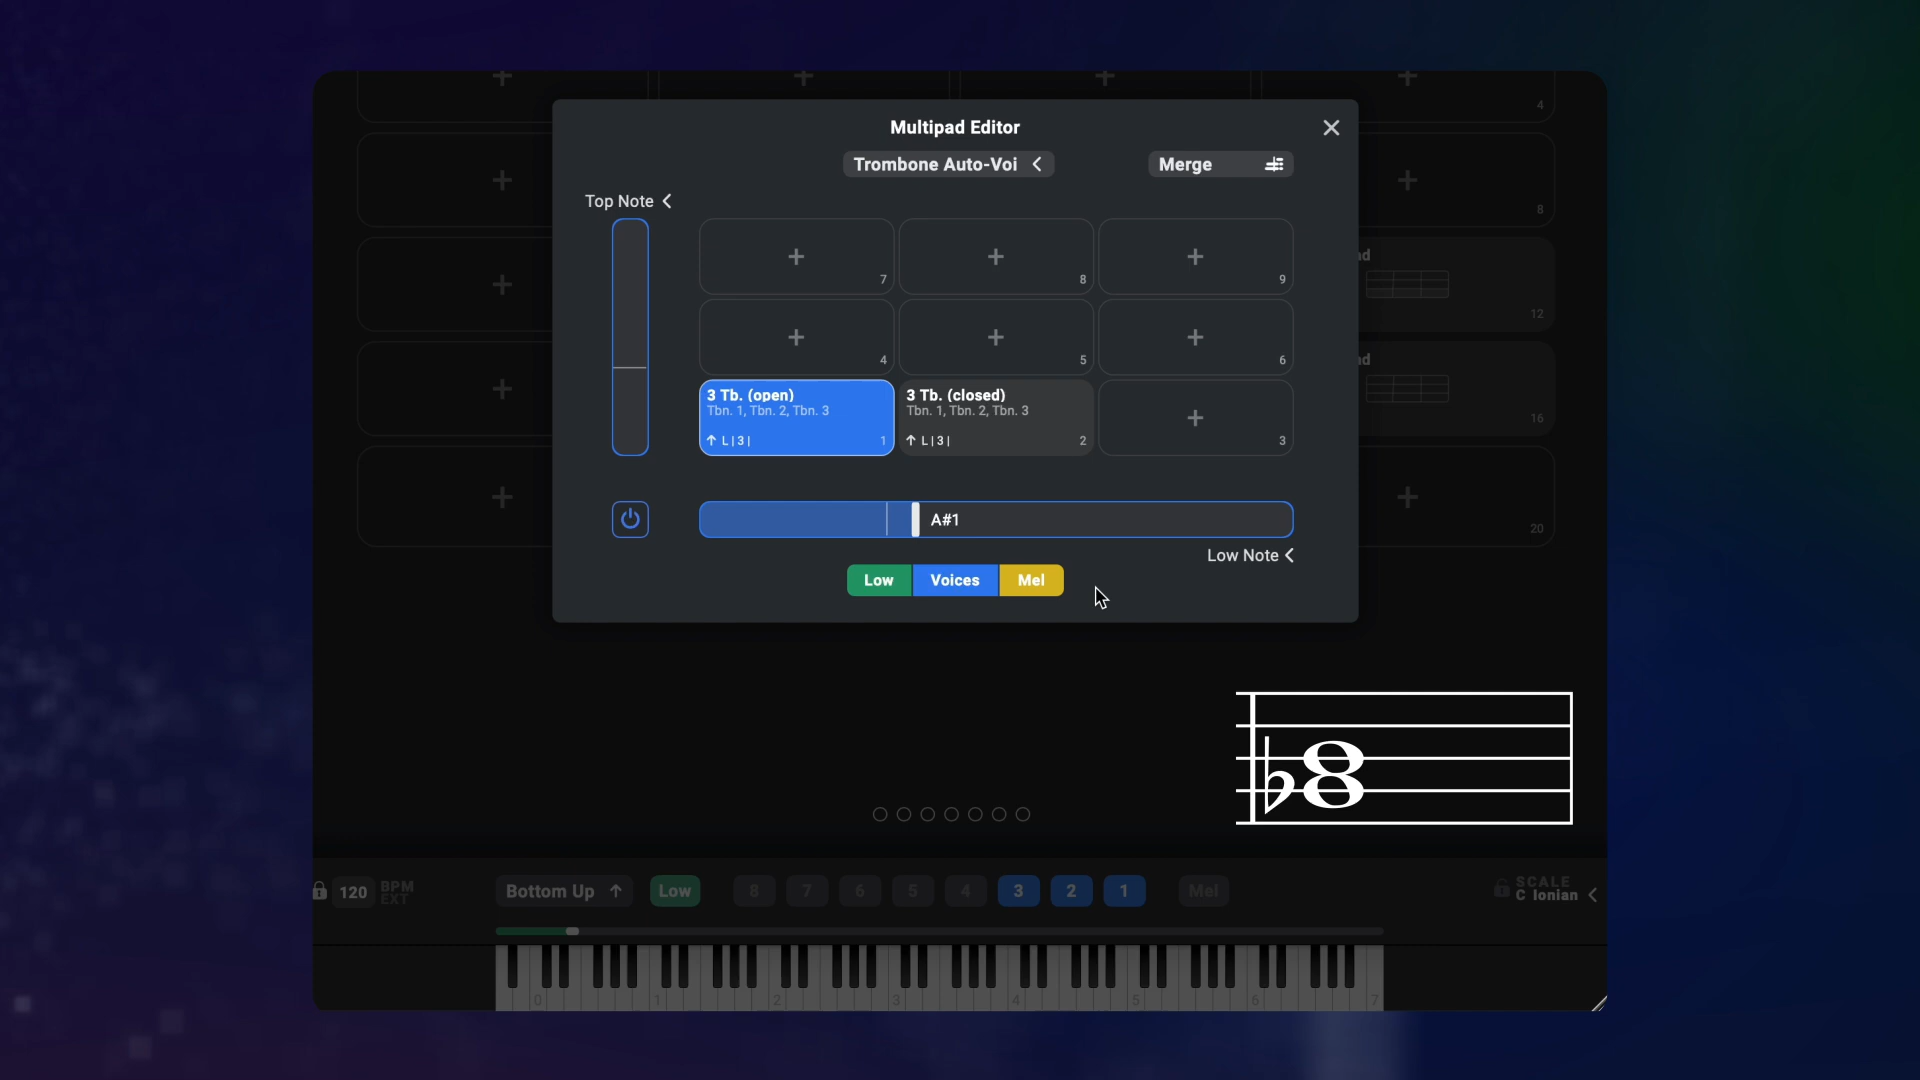 4
Multipad Editor
Trombone Auto-Voi
Merge
Top Note
8
7
8
9
nd
12
4
5
6
3 Tb. (open)
Tbn. 1, Tbn. 2, Tbn. 3
L | 3 |
1
3 Tb. (closed)
Tbn. 1, Tbn. 2, Tbn. 3
L | 3 |
2
3
16
A#1
20
Low Note
Low
Voices
Mel
120
BPM
EXT
Bottom Up
Low
8
7
6
5
4
3
2
1
Mel
SCALE
C Ionian
0
1
2
3
4
5
6
7